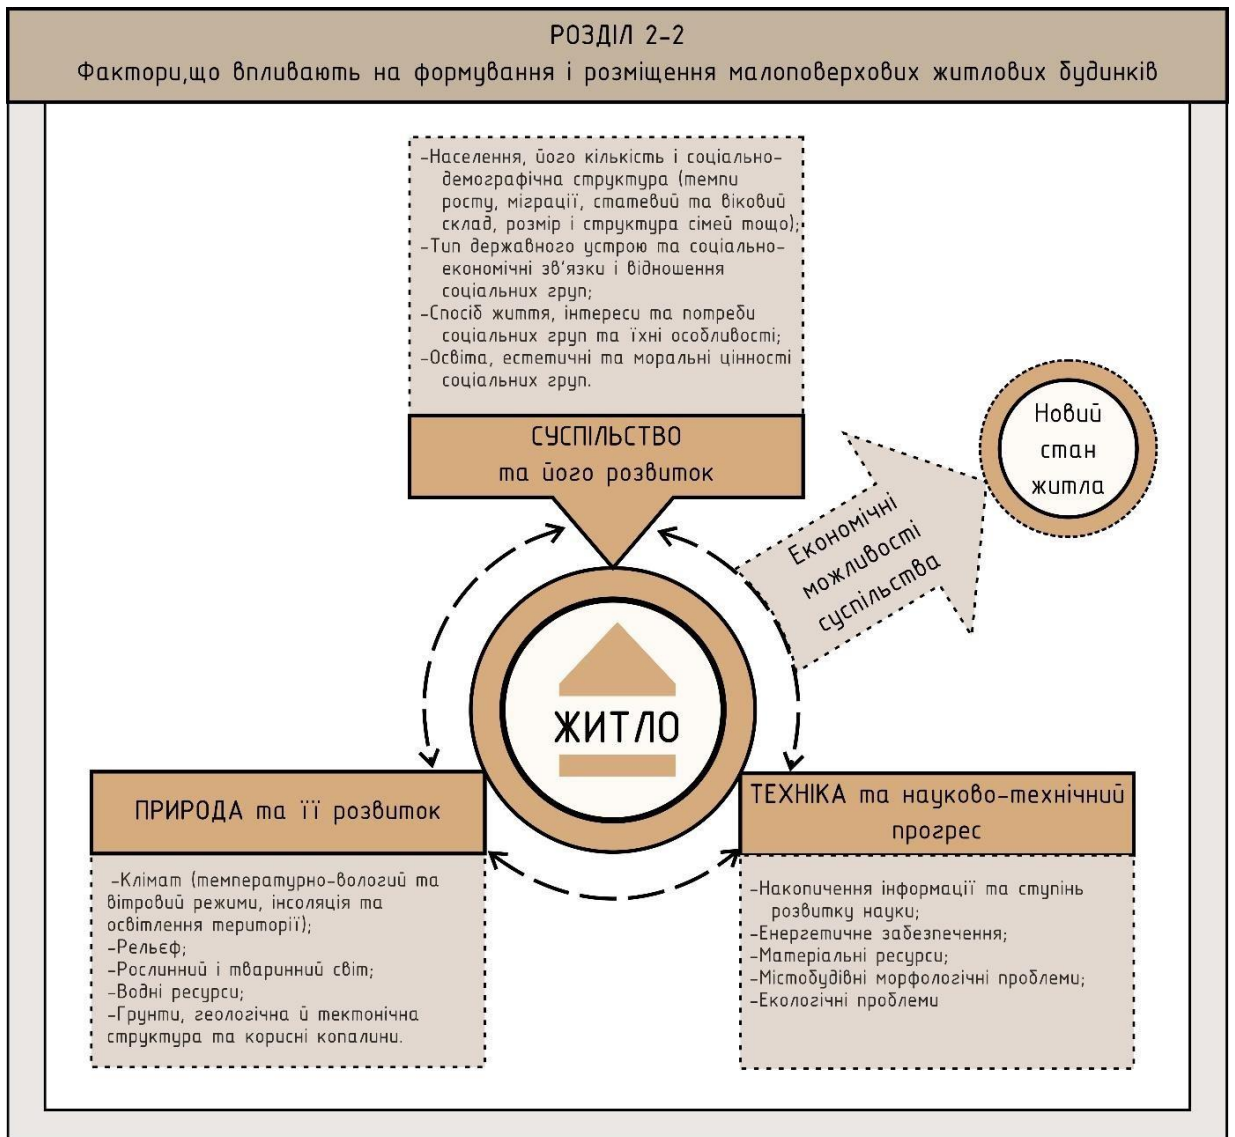 РОЗДІЛ 2-2
Фактори,що впливають на формування і розміщення малоповерхових житлових будинків
-Населення, його кількість і соціально-
демографічна структура (темпи
росту, міграції, статевий та віковий
склад, розмір і структура сімей тощо);
-Тип державного устрою та соціально-
економічні зв'язки і відношення
соціальних груп;
-Спосіб життя, інтереси та потреби
соціальних груп та їхні особливості;
-Освіта, естетичні та моральні цінності
соціальних груп.
СУСПІЛЬСТВО
та його розвиток
Новий
стан
житла
Економічні
можливості
суспільства
ЖИТЛО
ПРИРОДА та її розвиток
-Клімат (температурно-вологий та
вітровий режими, інсоляція та
освітлення території);
-Рельєф;
-Рослинний і тваринний світ;
-Водні ресурси;
-Грунти, геологічна й тектонічна
структура та корисні копалини.
ТЕХНІКА та науково-технічний
прогрес
-Накопичення інформації та ступінь
розвитку науки;
-Енергетичне забезпечення;
-Матеріальні ресурси;
-Містобудівні морфологічні проблеми;
-Екологічні проблеми